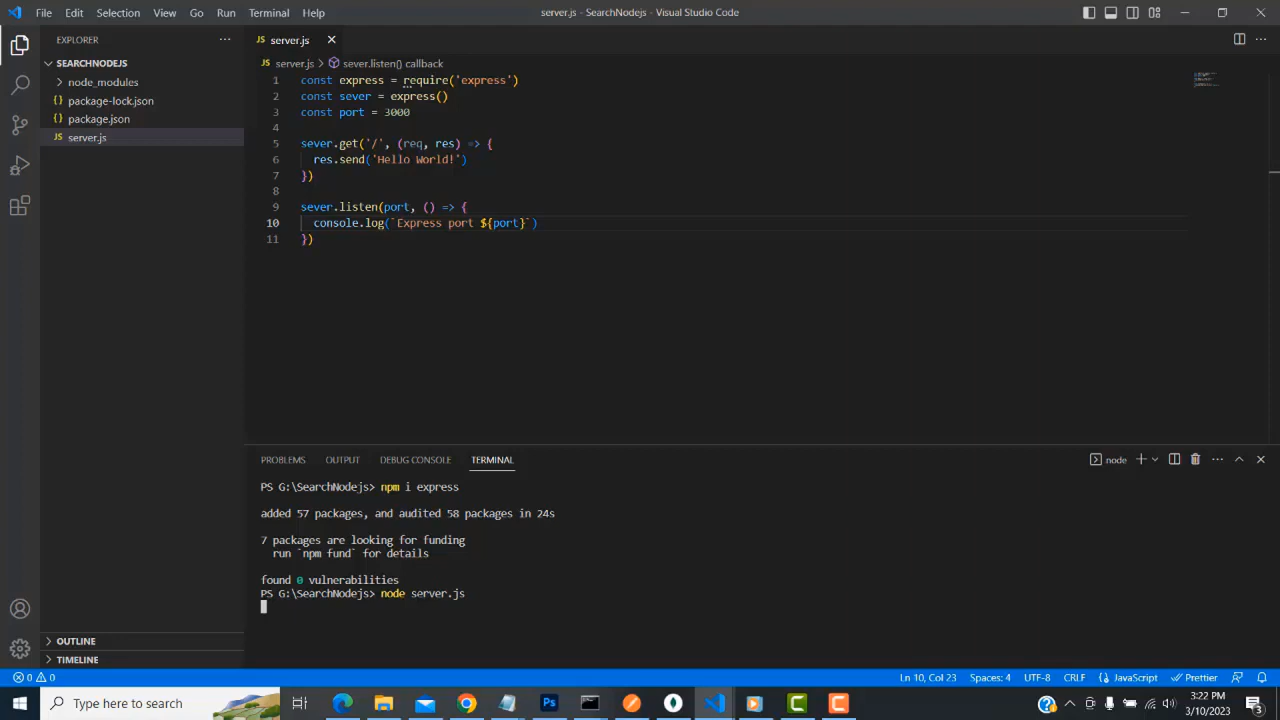 File Edit Selection View Go Run Terminal Help
server.js - SearchNodejs - Visual Studio Code
EXPLORER
SEARCHNODEJS
node_modules
{} package-lock.json
{} package.json
JS server.js
OUTLINE
TIMELINE
JS server.js
JS server.js > sever.listen() callback
1 const express = require('express')
2 const sever = express()
3 const port = 3000
4
5 sever.get('/', (req, res) => {
6 res.send('Hello World!')
7 })
8
9 sever.listen(port, () => {
10 console.log(`Express port ${port}`)
11 })
PROBLEMS OUTPUT DEBUG CONSOLE TERMINAL
node
PS G:\SearchNodejs> npm i express
added 57 packages, and audited 58 packages in 24s
7 packages are looking for funding
run `npm fund` for details
found 0 vulnerabilities
PS G:\SearchNodejs> node server.js
0 0
Ln 10, Col 23 Spaces: 4 UTF-8 CRLF {} JavaScript Prettier
Type here to search
Ps
3:22 PM
3/10/2023